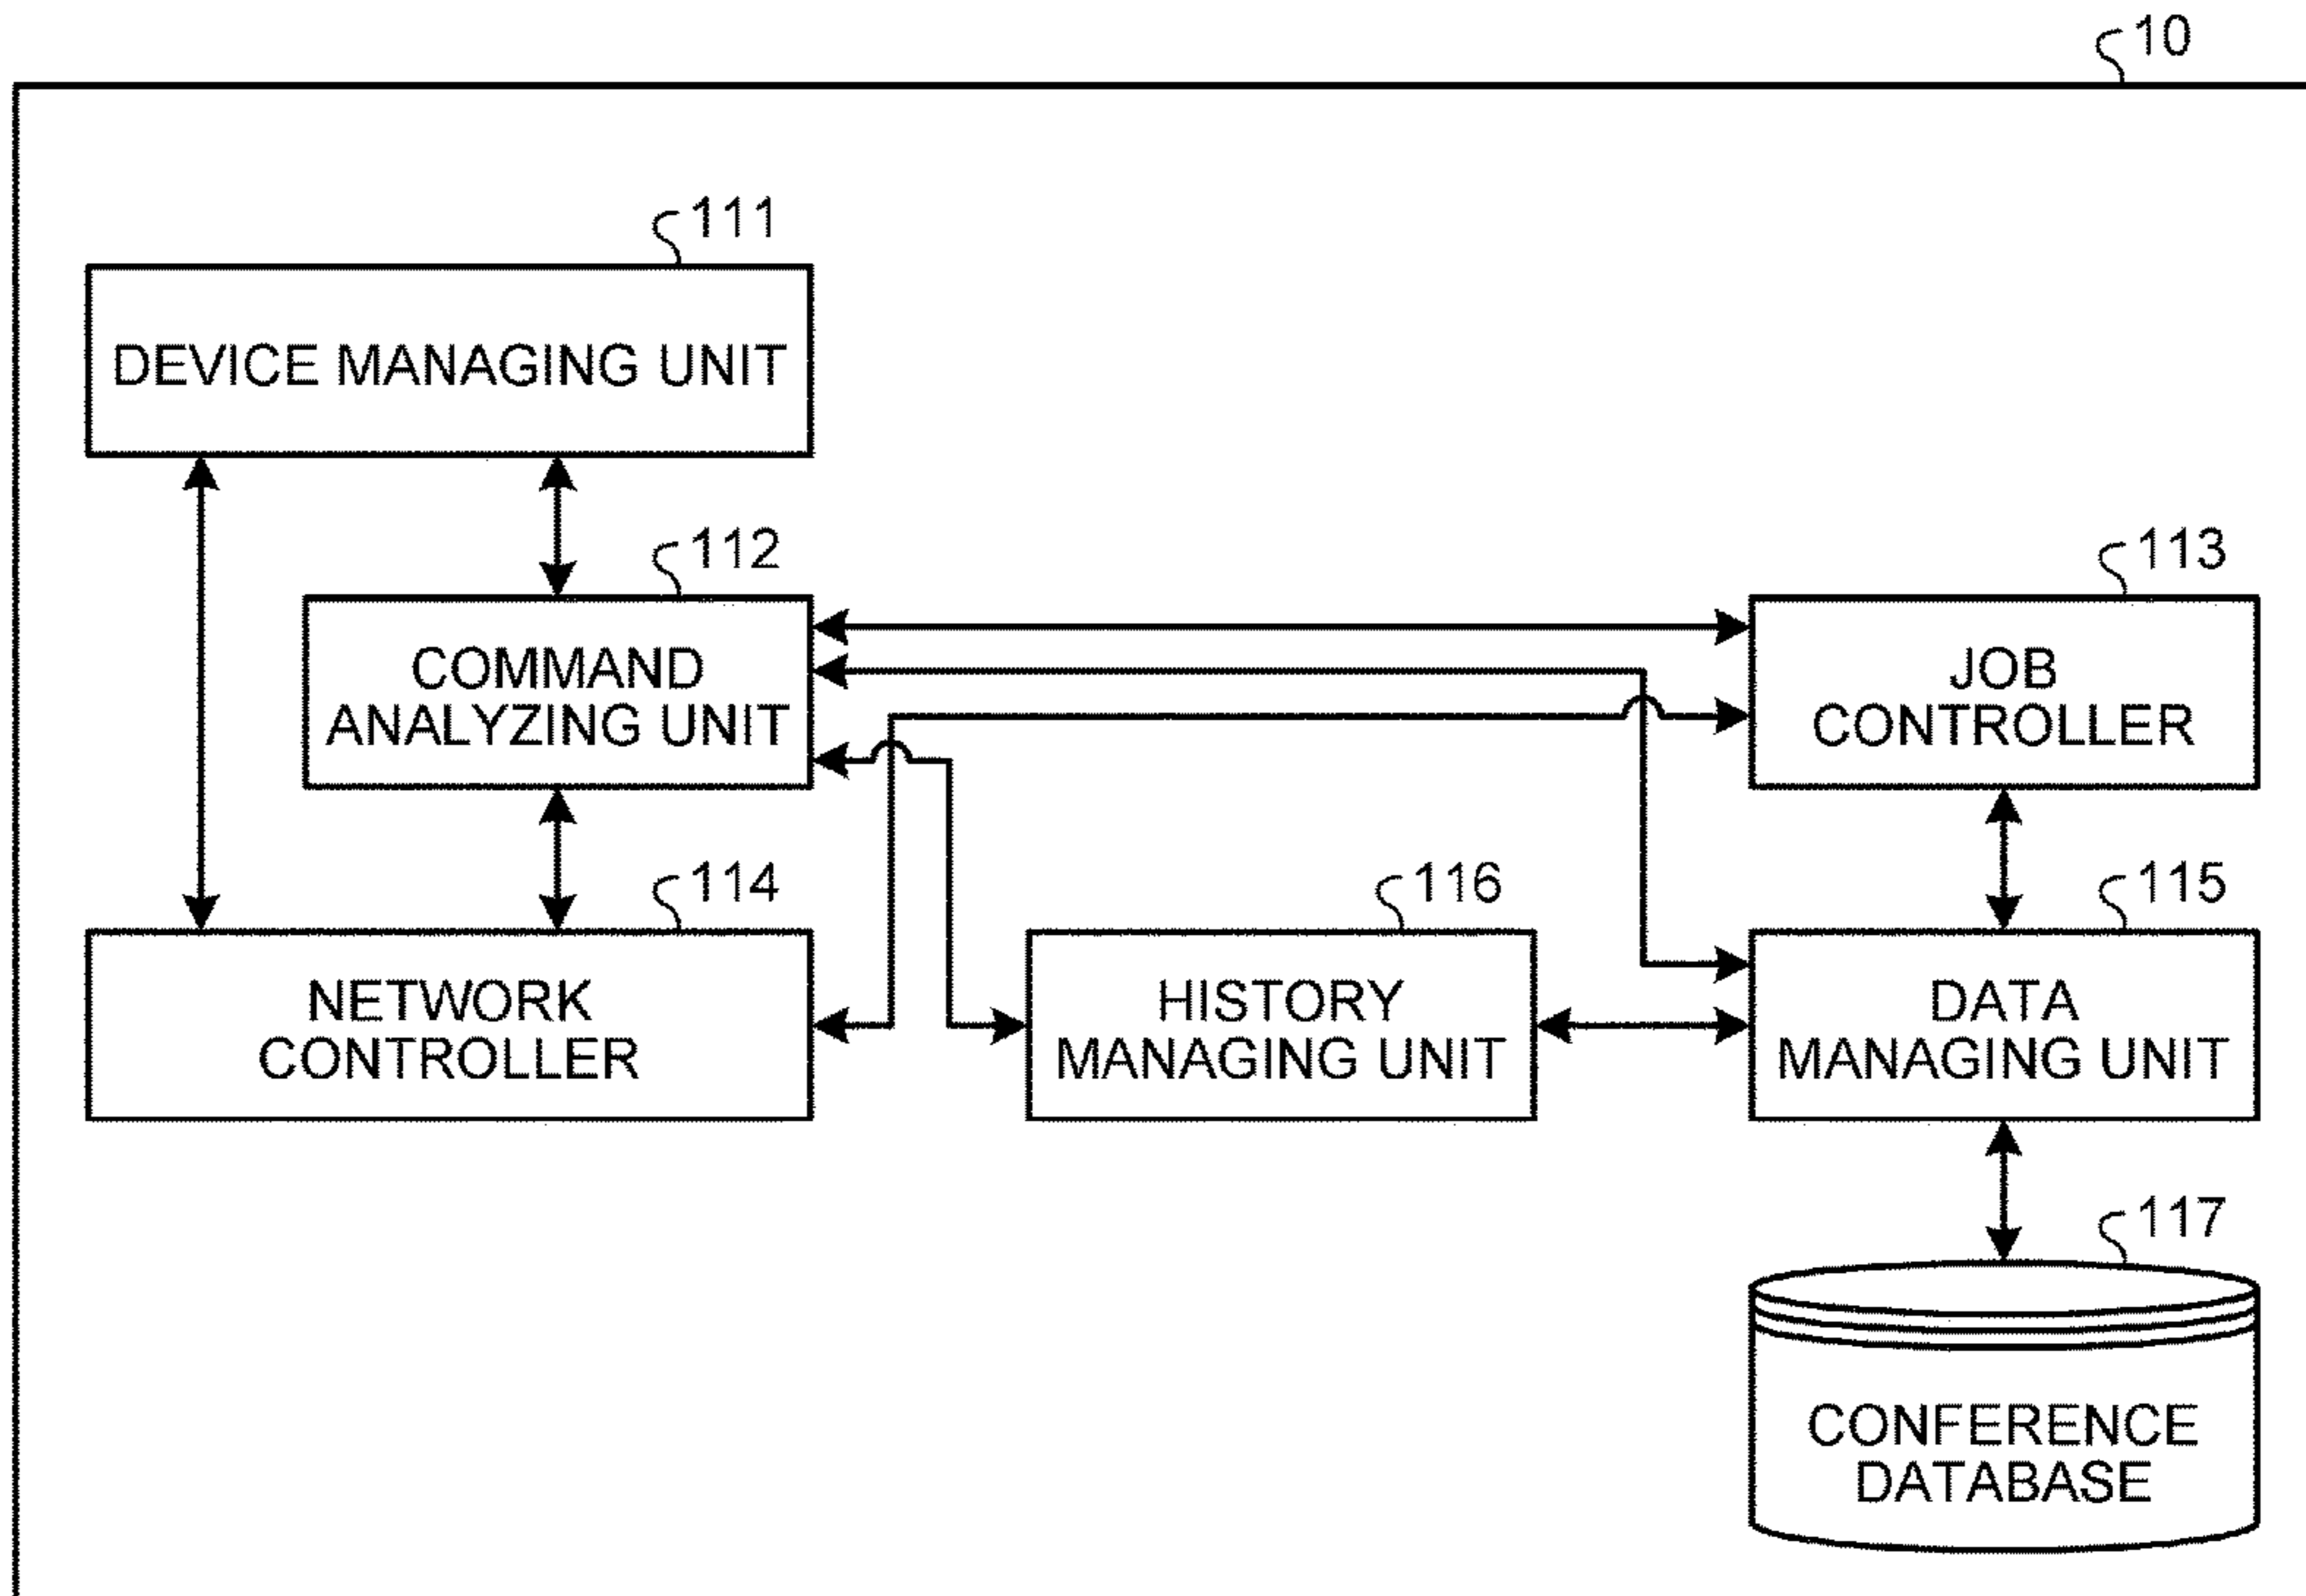 10
111
DEVICE MANAGING UNIT
112
COMMAND
ANALYZING UNIT
113
JOB
CONTROLLER
114
NETWORK
CONTROLLER
116
HISTORY
MANAGING UNIT
115
DATA
MANAGING UNIT
117
CONFERENCE
DATABASE